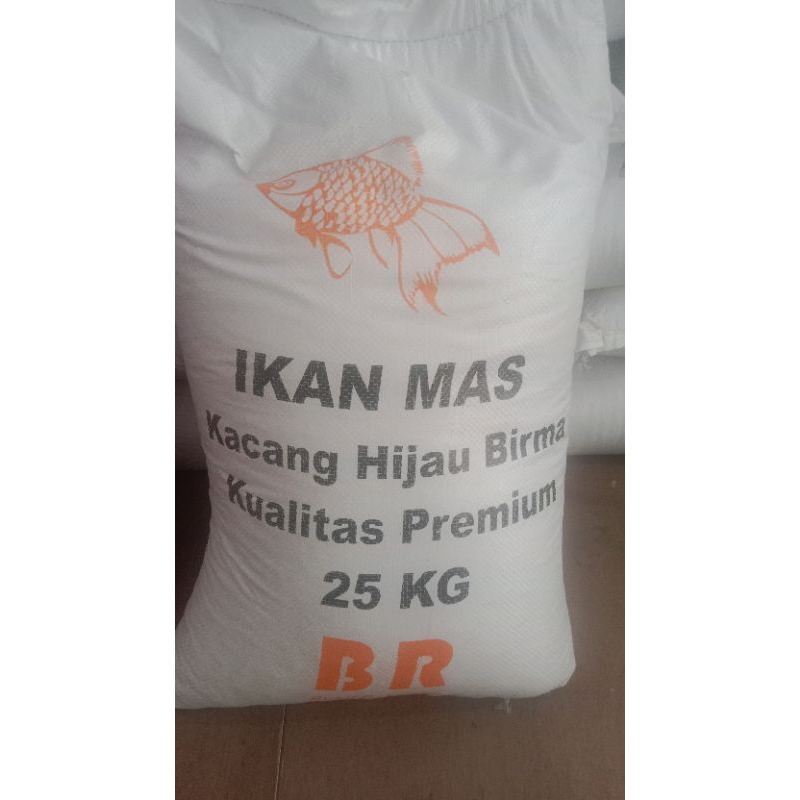 IKAN MAS
Kacang Hijau Birma
Kualitas Premium
25 KG
BR